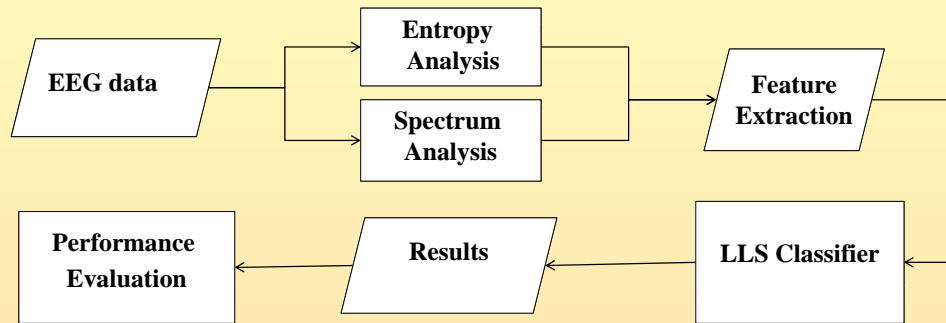 EEG data
Entropy
Analysis
Spectrum
Analysis
Feature
Extraction
Performance
Evaluation
Results
LLS Classifier